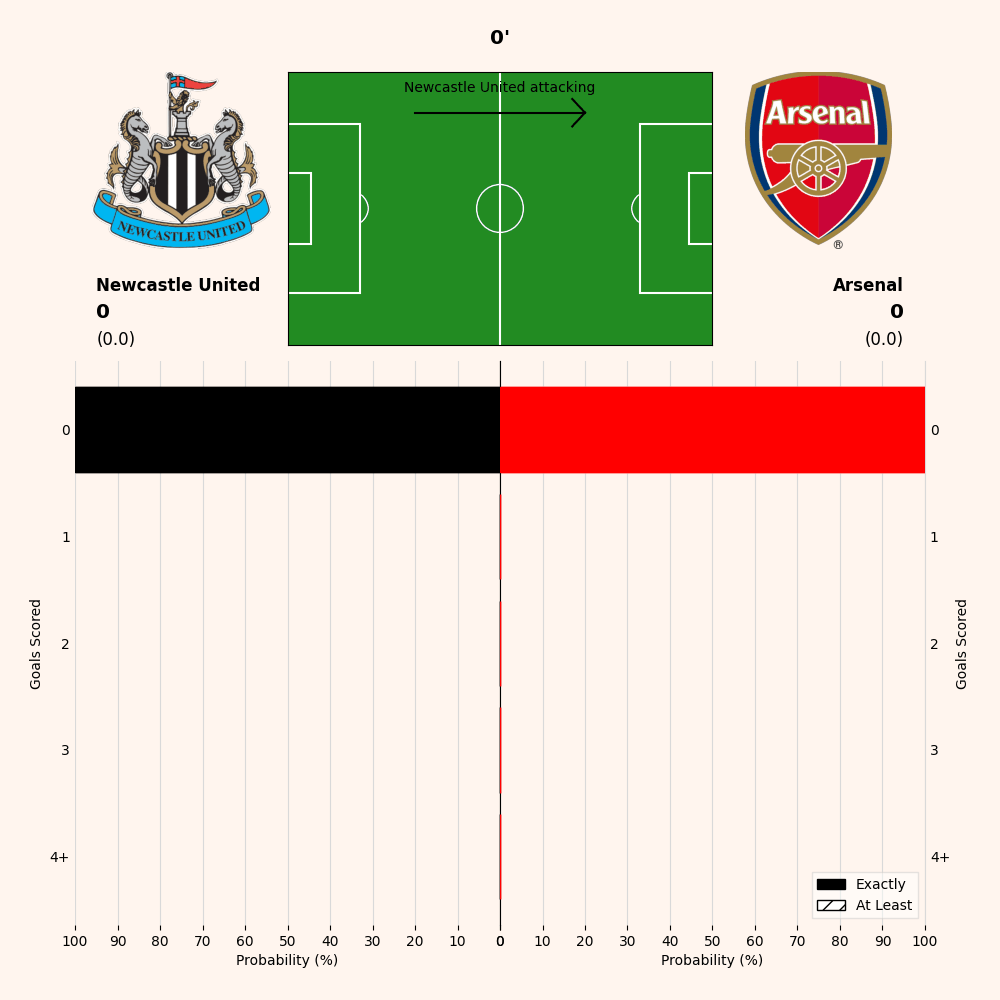 0'
Newcastle United attacking
NEWCASTLE UNITED
Arsenal
®
Newcastle United
0
(0.0)
Arsenal
0
(0.0)
0
1
2
3
4+
Goals Scored
0
1
2
3
4+
Goals Scored
Exactly
At Least
100 90 80 70 60 50 40 30 20 10 0
0 10 20 30 40 50 60 70 80 90 100
Probability (%)
Probability (%)